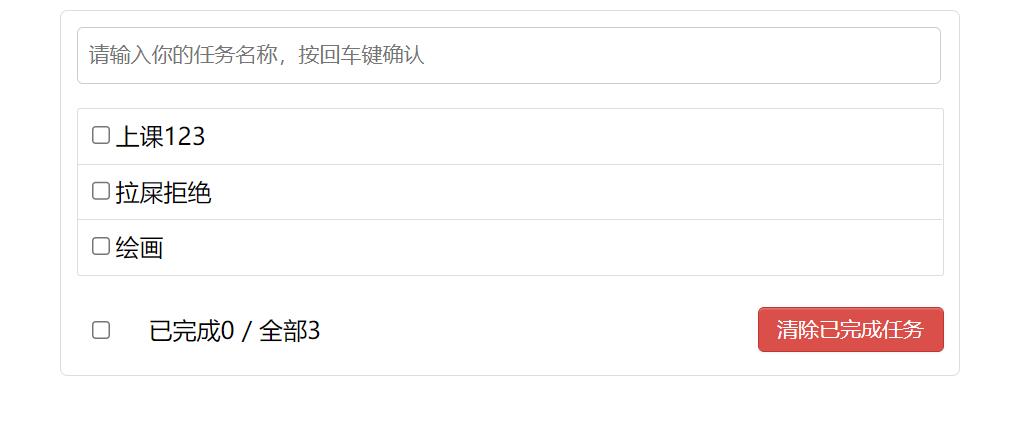 请输入你的任务名称，按回车键确认
上课123
拉屎拒绝
绘画
已完成0 / 全部3
清除已完成任务